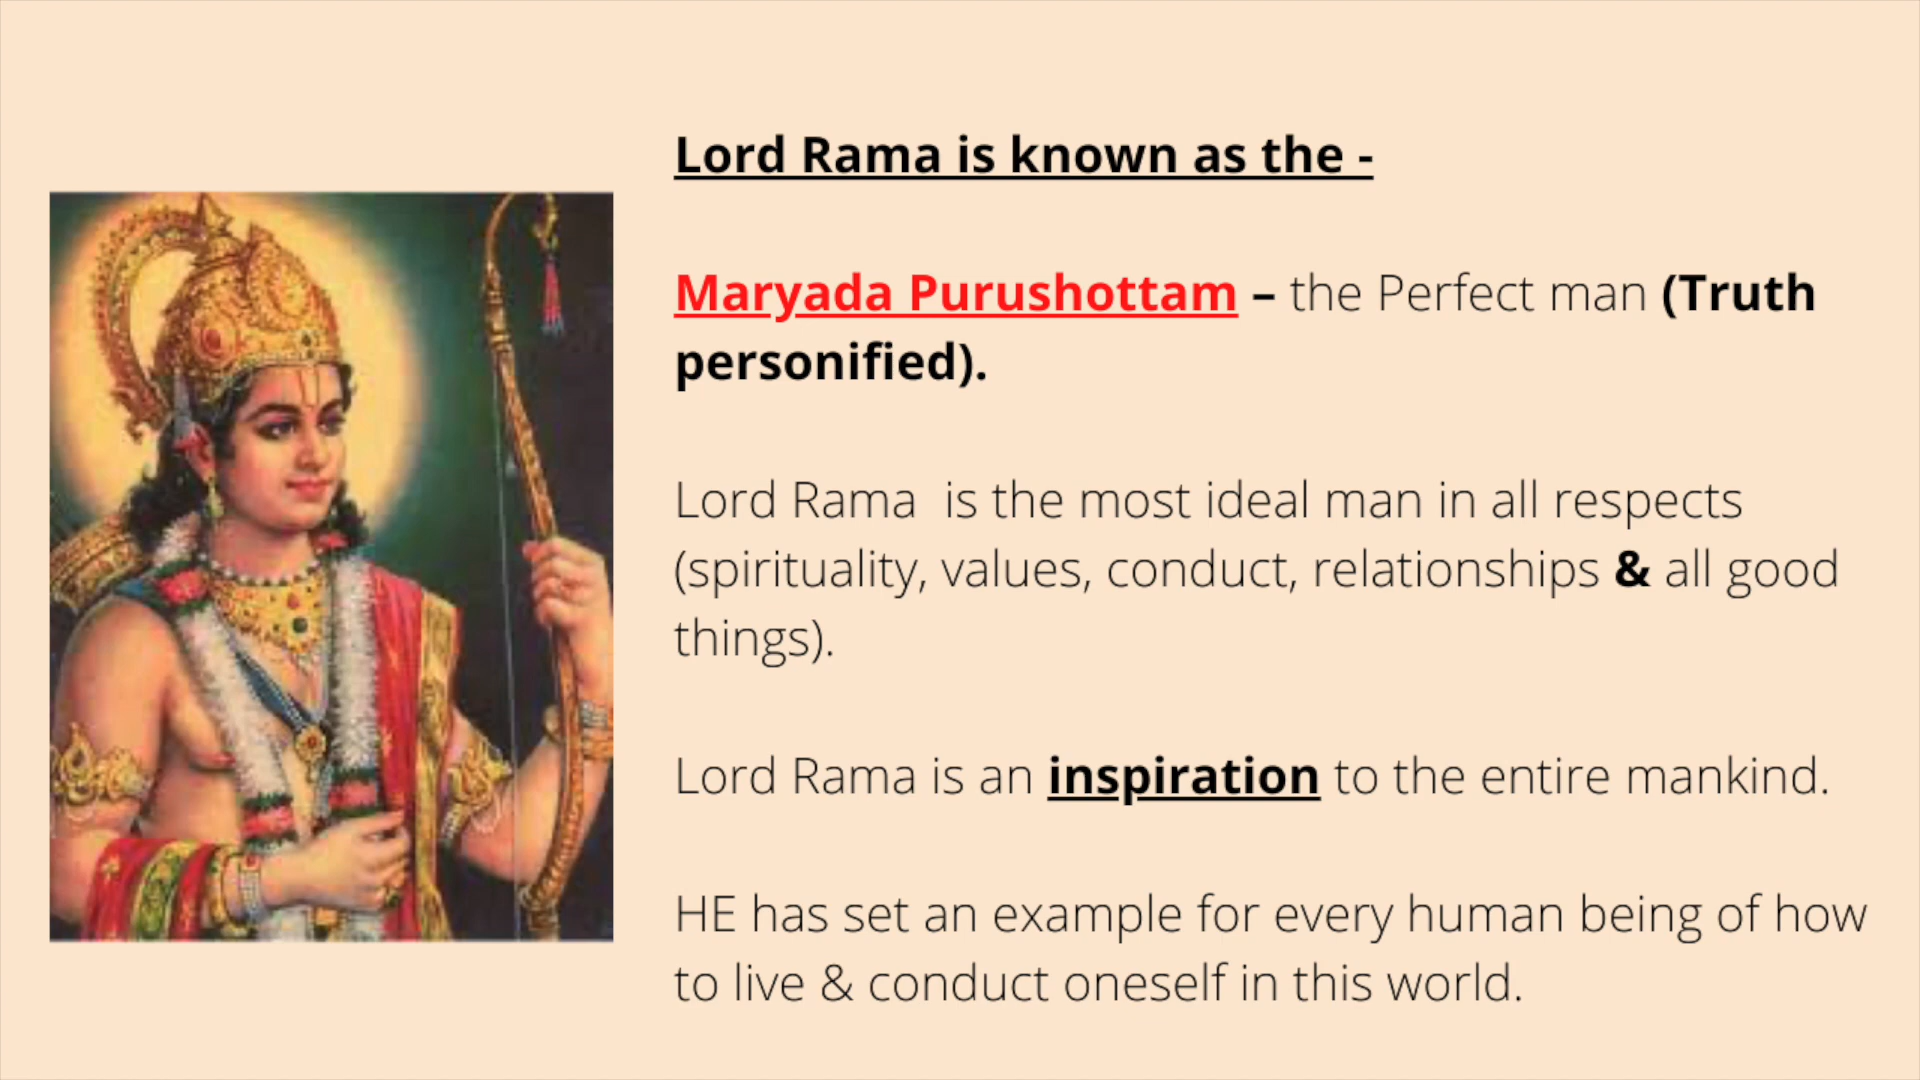 Lord Rama is known as the -
Maryada Purushottam – the Perfect man (Truth
personified).
Lord Rama  is the most ideal man in all respects
(spirituality, values, conduct, relationships & all good
things).
Lord Rama is an inspiration to the entire mankind.
HE has set an example for every human being of how
to live & conduct oneself in this world.